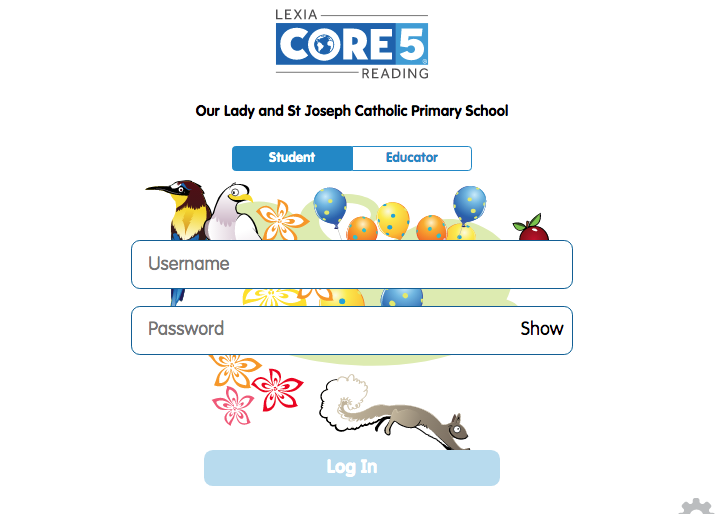 LEXIA
CORE5
READING
Our Lady and St Joseph Catholic Primary School
Student Educator
Username
Password Show
Log In